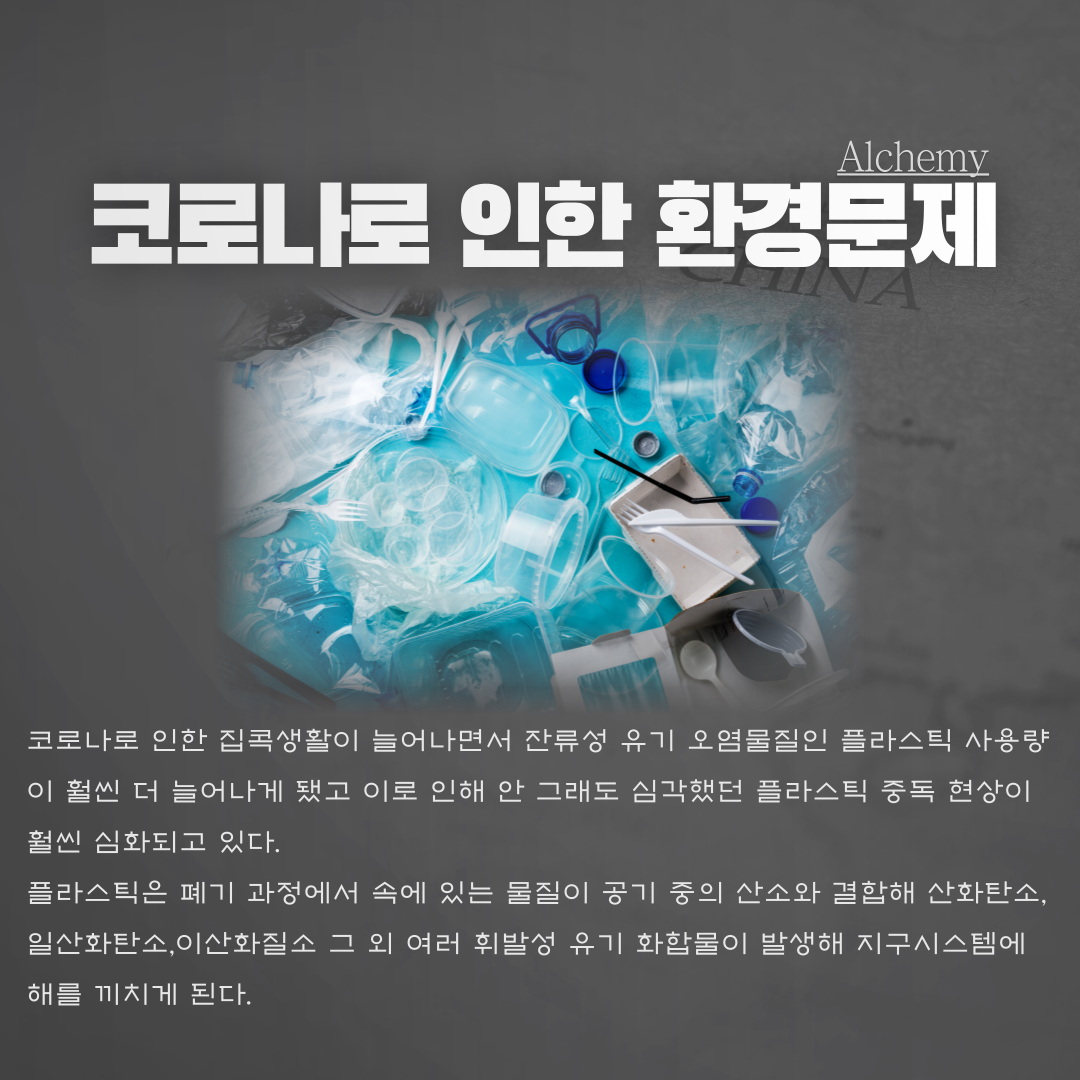 Alchemy
코로나로 인한 환경문제
CHINA
코로나로 인한 집콕생활이 늘어나면서 잔류성 유기 오염물질인 플라스틱 사용량
이 훨씬 더 늘어나게 됐고 이로 인해 안 그래도 심각했던 플라스틱 중독 현상이
훨씬 심화되고 있다.
플라스틱은 폐기 과정에서 속에 있는 물질이 공기 중의 산소와 결합해 산화탄소,
일산화탄소,이산화질소 그 외 여러 휘발성 유기 화합물이 발생해 지구시스템에
해를 끼치게 된다.